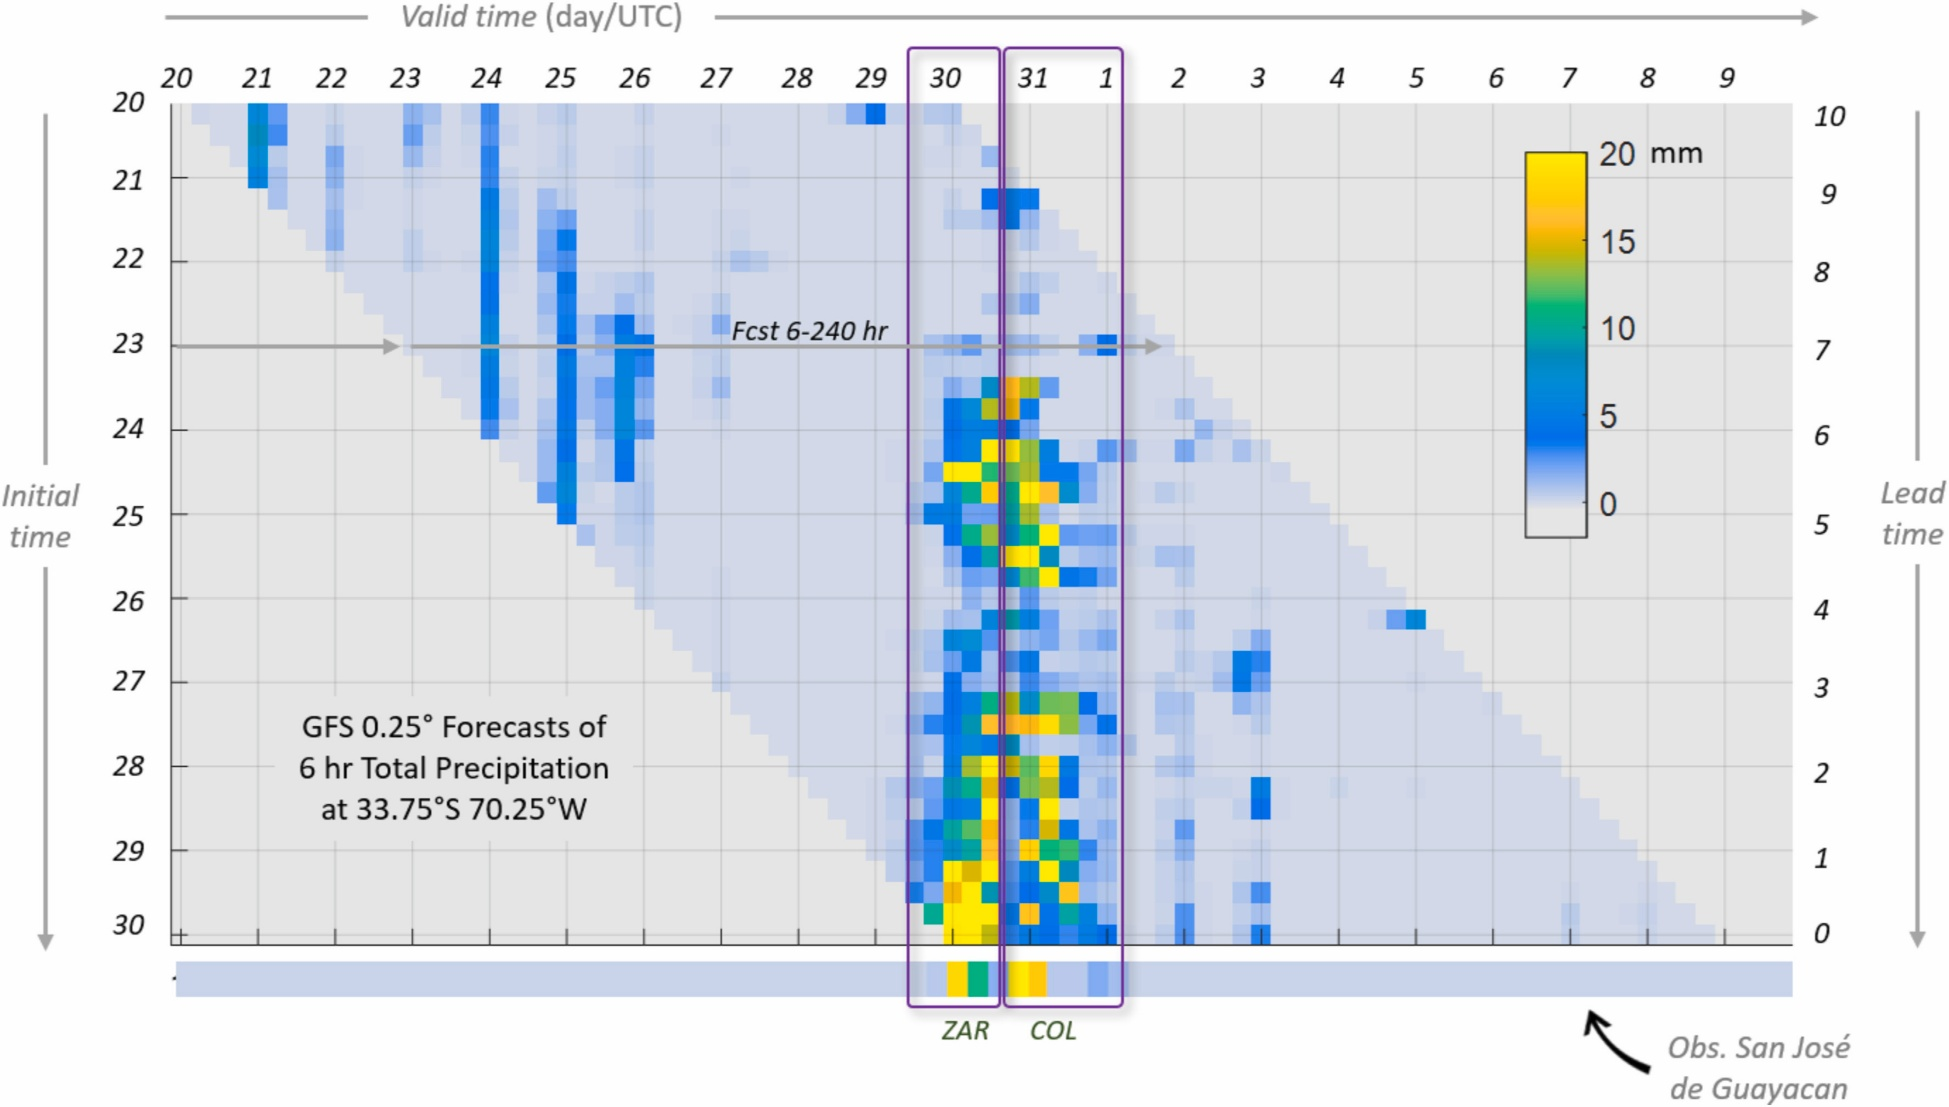 Valid time (day/UTC)
20 21 22 23 24 25 26 27 28 29 30 31 1 2 3 4 5 6 7 8 9
20 10
21 9
22 8
23 7
24 6
25 5
26 4
27 3
28 2
29 1
30 0
Initial
time
Lead
time
20 mm
15
10
5
0
Fcst 6-240 hr
GFS 0.25° Forecasts of
6 hr Total Precipitation
at 33.75°S 70.25°W
ZAR COL
Obs. San José
de Guayacan